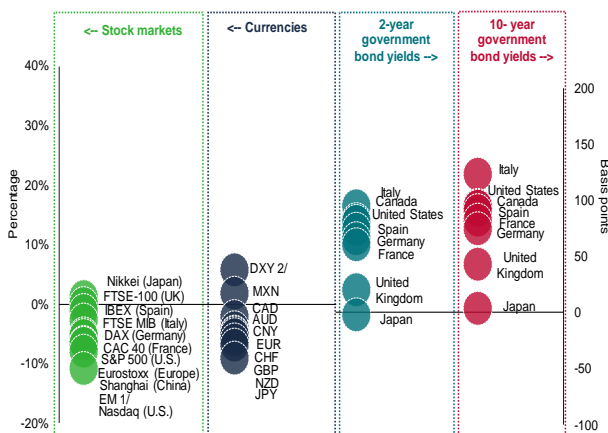 <-- Stock markets
<-- Currencies
2-year
government
bond yields -->
10- year
government
bond yields -->
40%
30%
20%
10%
0%
-10%
-20%
Percentage
Nikkei (Japan)
FTSE-100 (UK)
IBEX (Spain)
FTSE MIB (Italy)
DAX (Germany)
CAC 40 (France)
S&P 500 (U.S.)
Eurostoxx (Europe)
Shanghai (China)
EM 1/
Nasdaq (U.S.)
DXY 2/
MXN
CAD
AUD
CNY
EUR
CHF
GBP
NZD
JPY
Italy
Canada
United States
Spain
Germany
France
United
Kingdom
Japan
Italy
United States
Canada
Spain
France
Germany
United
Kingdom
Japan
200
150
100
50
0
-50
-100
Basis points